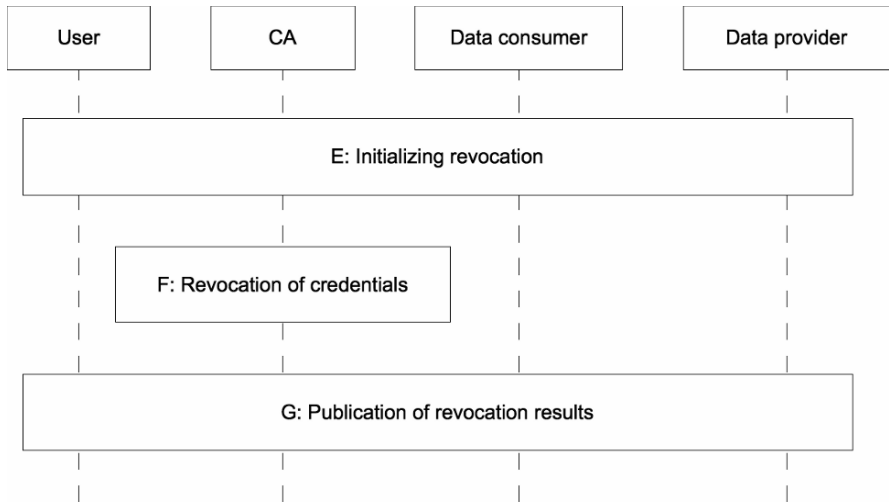 User
CA
Data consumer
Data provider
E: Initializing revocation
F: Revocation of credentials
G: Publication of revocation results